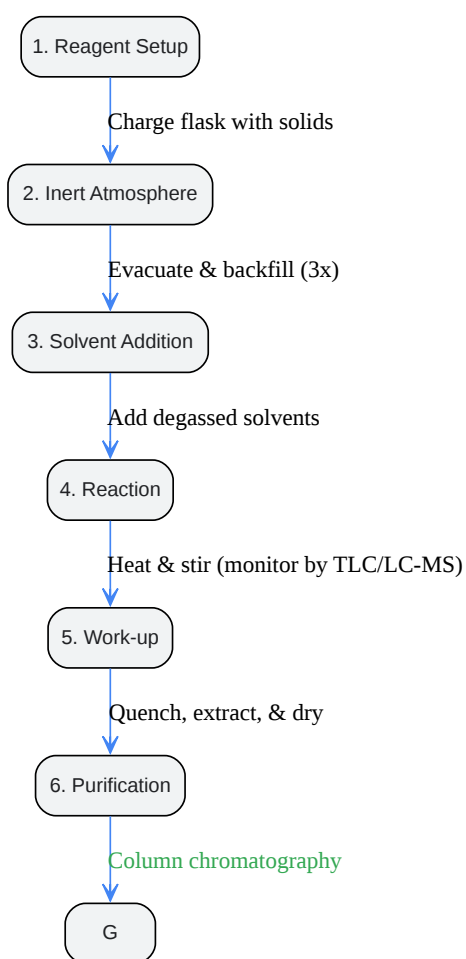 1. Reagent Setup
Charge flask with solids
2. Inert Atmosphere
Evacuate & backfill (3x)
3. Solvent Addition
Add degassed solvents
4. Reaction
Heat & stir (monitor by TLC/LC-MS)
5. Work-up
Quench, extract, & dry
6. Purification
Column chromatography
G